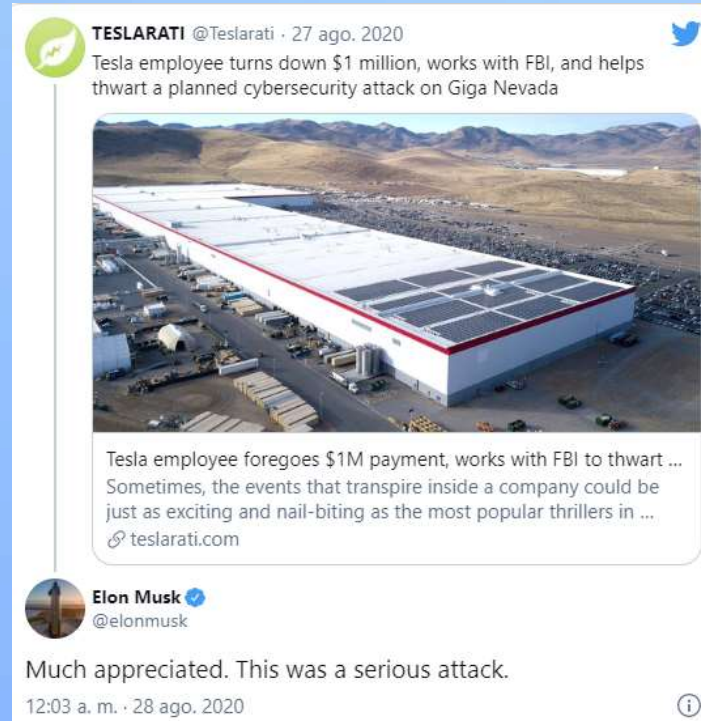 TESLARATI @Teslarati · 27 ago. 2020
Tesla employee turns down $1 million, works with FBI, and helps
thwart a planned cybersecurity attack on Giga Nevada
Tesla employee foregoes $1M payment, works with FBI to thwart ...
Sometimes, the events that transpire inside a company could be
just as exciting and nail-biting as the most popular thrillers in ...
teslarati.com
Elon Musk
@elonmusk
Much appreciated. This was a serious attack.
12:03 a. m. · 28 ago. 2020